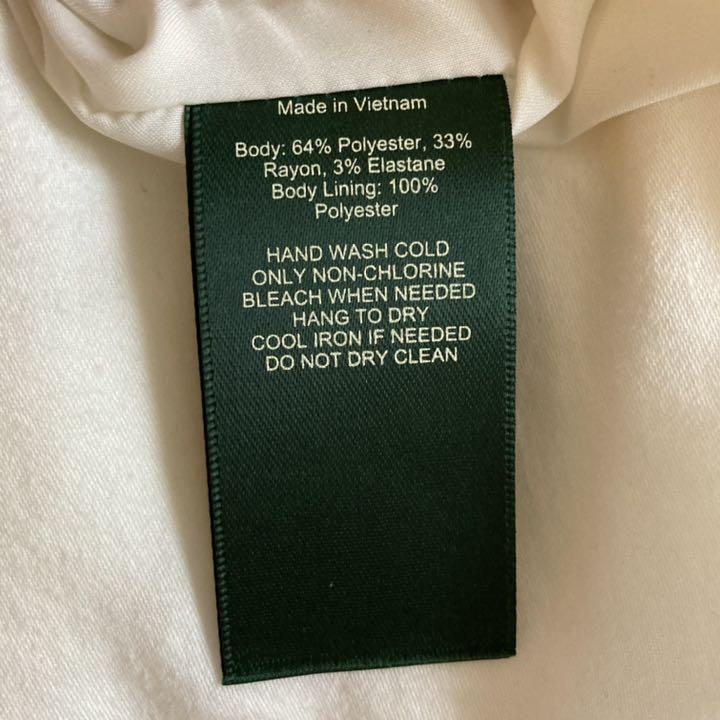 Made in Vietnam
Body: 64% Polyester, 33%
Rayon, 3% Elastane
Body Lining: 100%
Polyester
HAND WASH COLD
ONLY NON-CHLORINE
BLEACH WHEN NEEDED
HANG TO DRY
COOL IRON IF NEEDED
DO NOT DRY CLEAN